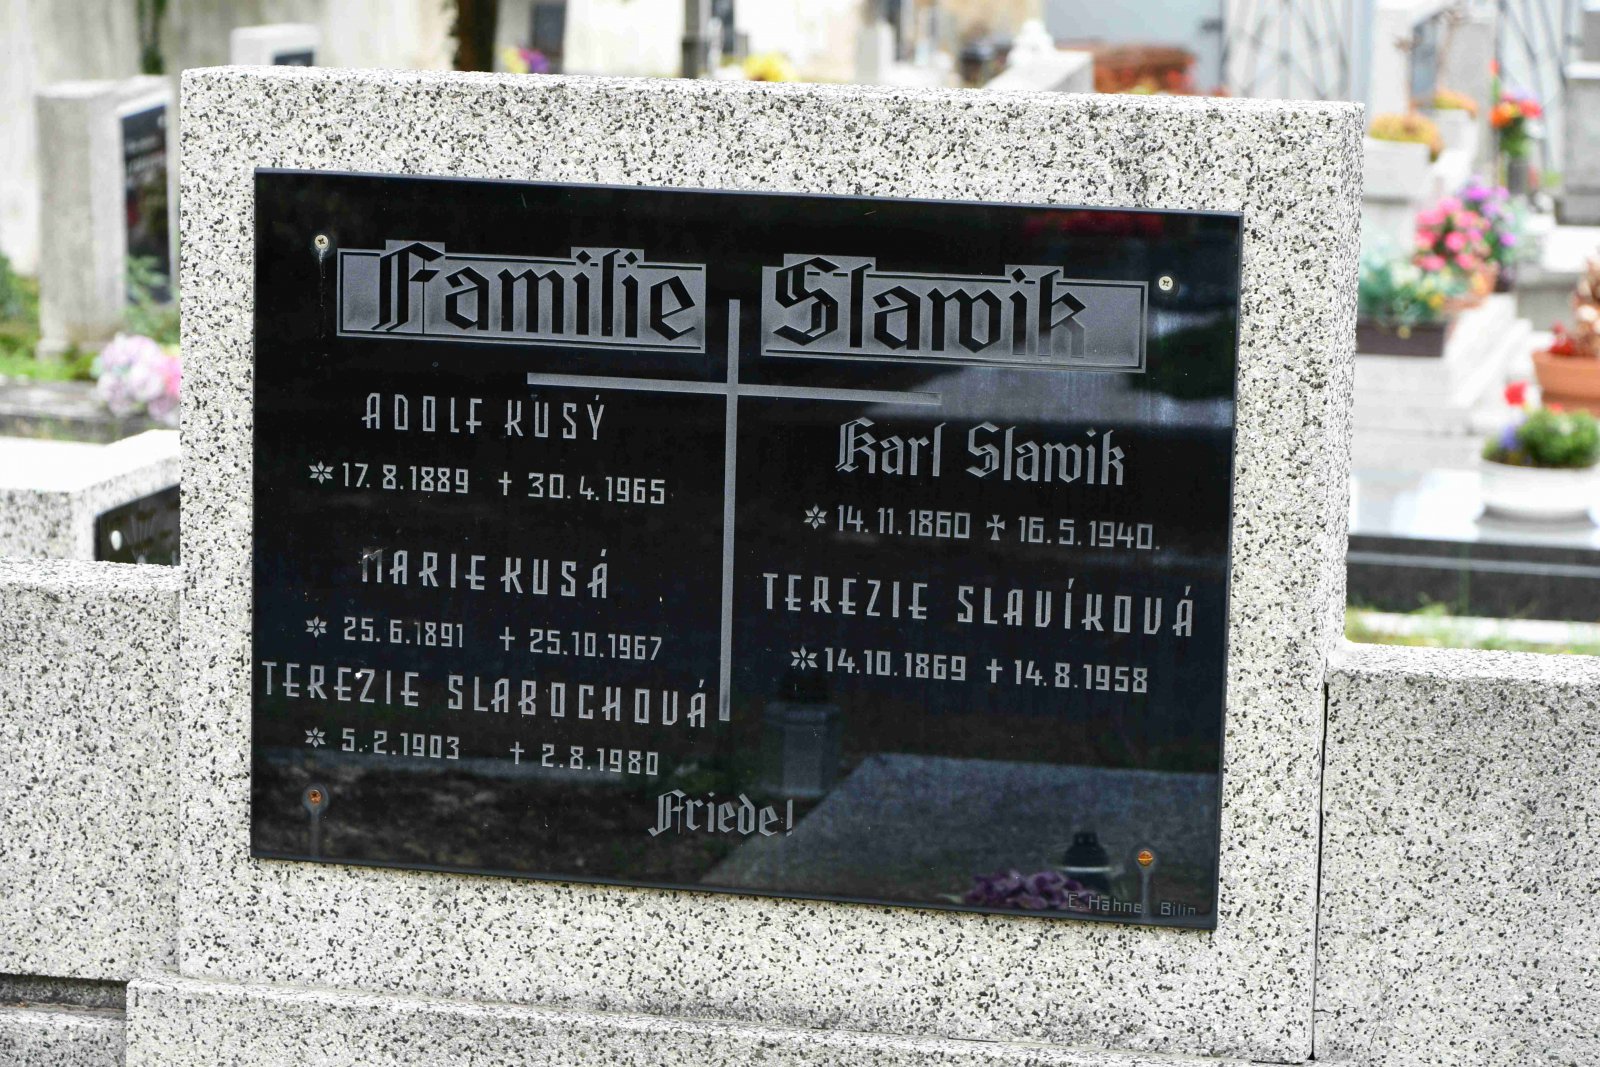 Familie Slawik
ADOLF KUSÝ
* 17. 8. 1889 † 30. 4. 1965
MARIE KUSÁ
* 25. 6. 1891 † 25. 10. 1967
TEREZIE SLABOCHOVÁ
* 5. 2. 1903 † 2. 8. 1980
Karl Slawik
* 14. 11. 1860 ✠ 16. 5. 1940.
TEREZIE SLAVÍKOVÁ
* 14. 10. 1869 † 14. 8. 1958
Friede!
E. Hähnel Bilin